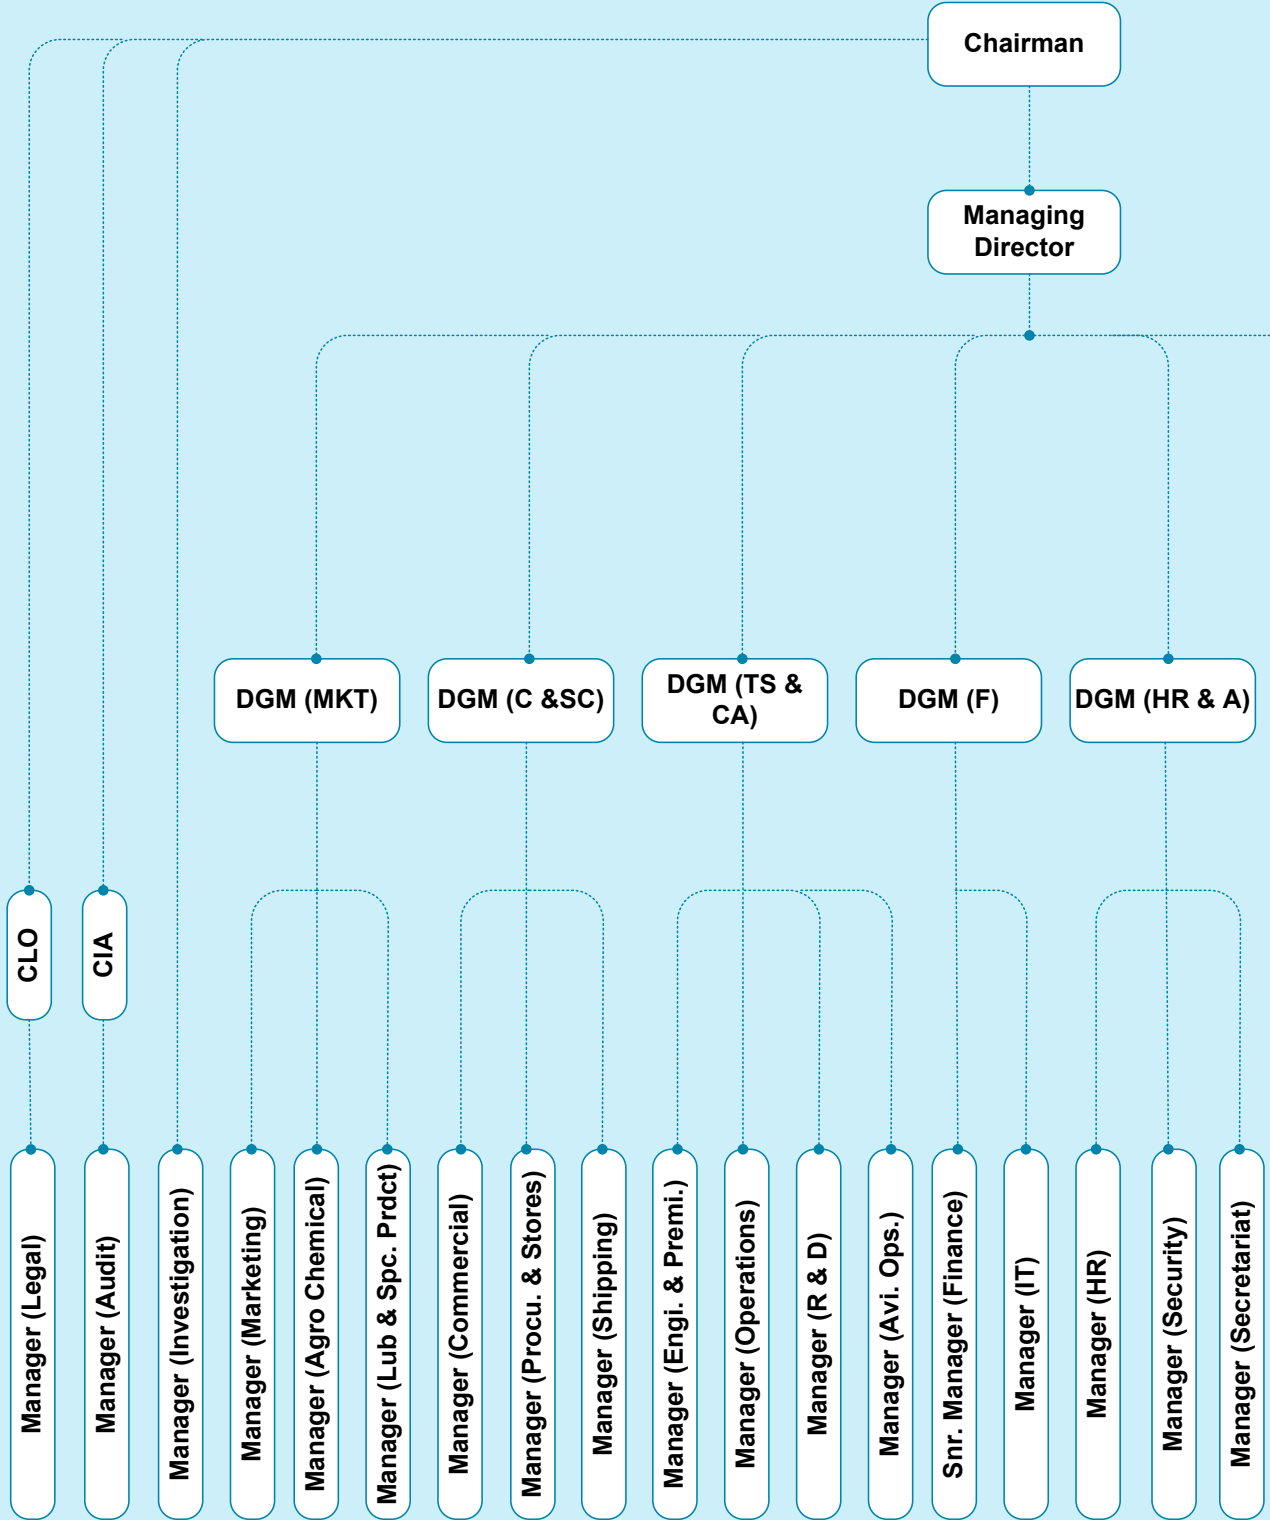 Chairman
Managing
Director
DGM (MKT)
DGM (C &SC)
DGM (TS &
CA)
DGM (F)
DGM (HR & A)
CLO
CIA
Manager (Legal)
Manager (Audit)
Manager (Investigation)
Manager (Marketing)
Manager (Agro Chemical)
Manager (Lub & Spc. Prdct)
Manager (Commercial)
Manager (Procu. & Stores)
Manager (Shipping)
Manager (Engi. & Premi.)
Manager (Operations)
Manager (R & D)
Manager (Avi. Ops.)
Snr. Manager (Finance)
Manager (IT)
Manager (HR)
Manager (Security)
Manager (Secretariat)